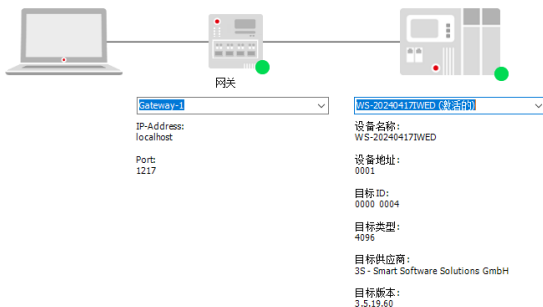 网关
Gateway-1
WS-20240417IWED (激活的)
IP-Address:
localhost
Port:
1217
设备名称:
WS-20240417IWED
设备地址:
0001
目标ID:
0000 0004
目标类型:
4096
目标供应商:
3S - Smart Software Solutions GmbH
目标版本:
3.5.19.60